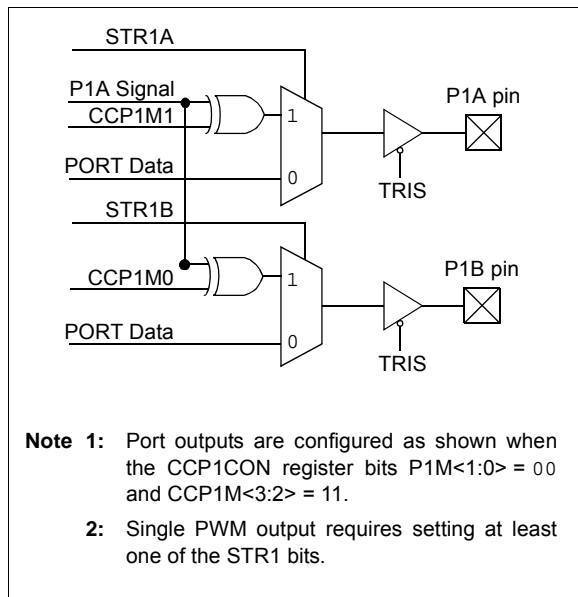 STR1A
P1A Signal
CCP1M1
1
P1A pin
PORT Data
0
TRIS
STR1B
CCP1M0
1
P1B pin
PORT Data
0
TRIS
Note 1: Port outputs are configured as shown when
the CCP1CON register bits P1M<1:0> = 00
and CCP1M<3:2> = 11.
2: Single PWM output requires setting at least
one of the STR1 bits.